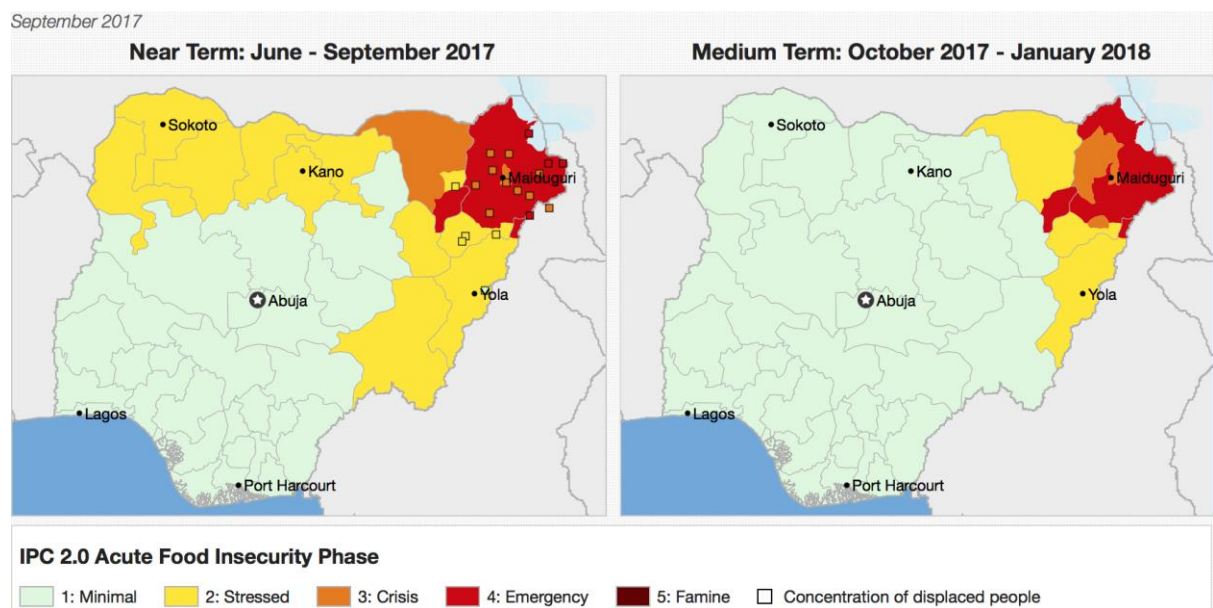 September 2017
Near Term: June - September 2017
Medium Term: October 2017 - January 2018
Sokoto
Kano
Maiduguri
Abuja
Yola
Lagos
Port Harcourt
Sokoto
Kano
Maiduguri
Abuja
Yola
Lagos
Port Harcourt
IPC 2.0 Acute Food Insecurity Phase
1: Minimal 2: Stressed 3: Crisis 4: Emergency 5: Famine Concentration of displaced people